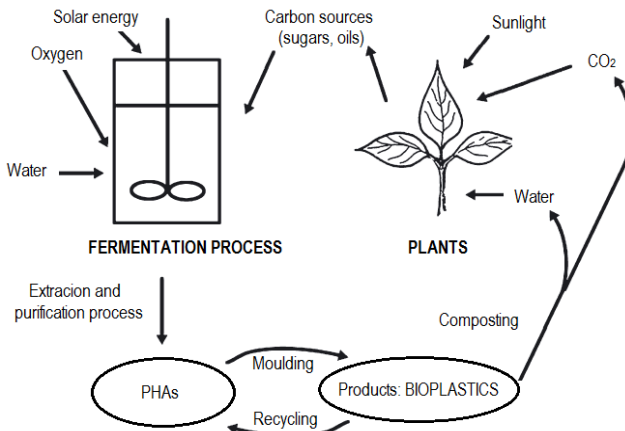 Solar energy
Oxygen
Water
Carbon sources
(sugars, oils)
Sunlight
CO₂
Water
FERMENTATION PROCESS
PLANTS
Extracion and
purification process
Composting
Moulding
PHAs
Products: BIOPLASTICS
Recycling